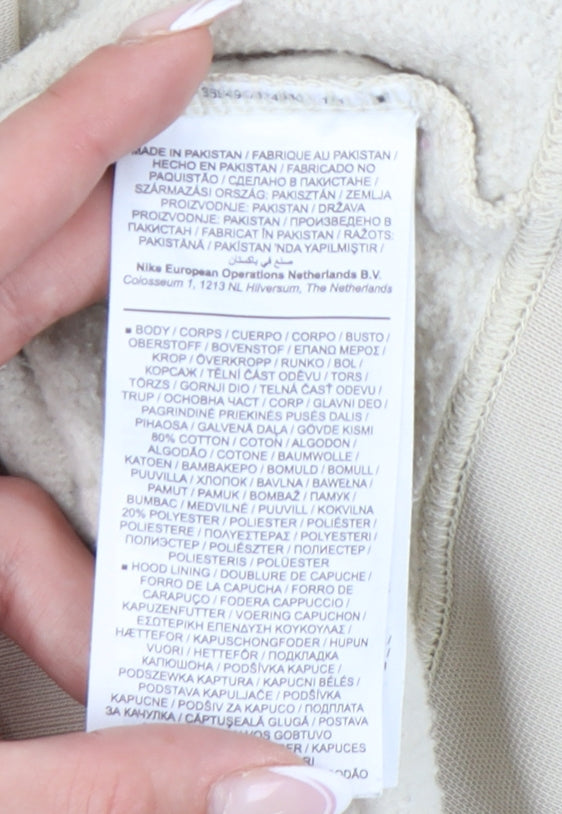 MADE IN PAKISTAN / FABRIQUE AU PAKISTAN /
HECHO EN PAKISTAN / FABRICADO NO
PAQUISTÃO / СДЕЛАНО В ПАКИСТАНЕ /
SZÁRMAZÁSI ORSZÁG: PAKISZTÁN / ZEMLJA
PROIZVODNJE: PAKISTAN / DRŽAVA
PROIZVODNJE: PAKISTAN / ПРОИЗВЕДЕНО В
ПАКИСТАН / FABRICAT ÎN PAKISTAN / RAŽOTS:
PAKISTĀNĀ / PAKİSTAN 'NDA YAPILMIŞTIR /
صنع في باكستان
Nike European Operations Netherlands B.V.
Colosseum 1, 1213 NL Hilversum, The Netherlands
■ BODY / CORPS / CUERPO / CORPO / BUSTO /
OBERSTOFF / BOVENSTOF / ΕΠΑΝΩ ΜΕΡΟΣ /
KROP / ÖVERKROPP / RUNKO / BOL /
КОРСАЖ / TĚLNÍ ČÁST ODĚVU / TORS /
TÖRZS / GORNJI DIO / TELNÁ ČASŤ ODEVU /
TRUP / ОСНОВНА ЧАСТ / CORP / GLAVNI DEO /
PAGRINDINĖ PRIEKINĖS PUSĖS DALIS /
PIHAOSA / GALVENĀ DAĻA / GÖVDE KISMI
80% COTTON / COTON / ALGODON /
ALGODÃO / COTONE / BAUMWOLLE /
KATOEN / ΒΑΜΒΑΚΕΡΟ / BOMULD / BOMULL /
PUUVILLA / ХЛОПОК / BAVLNA / BAWEŁNA /
PAMUT / PAMUK / BOMBAŽ / ПАМУК /
BUMBAC / MEDVILNĖ / PUUVILL / KOKVILNA
20% POLYESTER / POLIESTER / POLIÉSTER /
POLIESTERE / ΠΟΛΥΕΣΤΕΡΑΣ / POLYESTERI /
ПОЛИЭСТЕР / POLIÉSZTER / ПОЛИЕСТЕР /
POLIESTERIS / POLÜESTER
■ HOOD LINING / DOUBLURE DE CAPUCHE /
FORRO DE LA CAPUCHA / FORRO DE
CARAPUÇO / FODERA CAPPUCCIO /
KAPUZENFUTTER / VOERING CAPUCHON /
ΕΣΩΤΕΡΙΚΗ ΕΠΕΝΔΥΣΗ ΚΟΥΚΟΥΛΑΣ /
HÆTTEFOR / KAPUSCHONGFODER / HUPUN
VUORI / HETTEFÔR / ПОДКЛАДКА
КАПЮШОНА / PODŠÍVKA KAPUCE /
PODSZEWKA KAPTURA / KAPUCNI BÉLÉS /
PODSTAVA KAPULJAČE / PODŠÍVKA
KAPUCNE / PODŠIV ZA KAPUCO / ПОДПЛАТА
ЗА КАЧУЛКА / CĂPTUȘEALĂ GLUGĂ / POSTAVA
GOBTUVO
KAPUCES